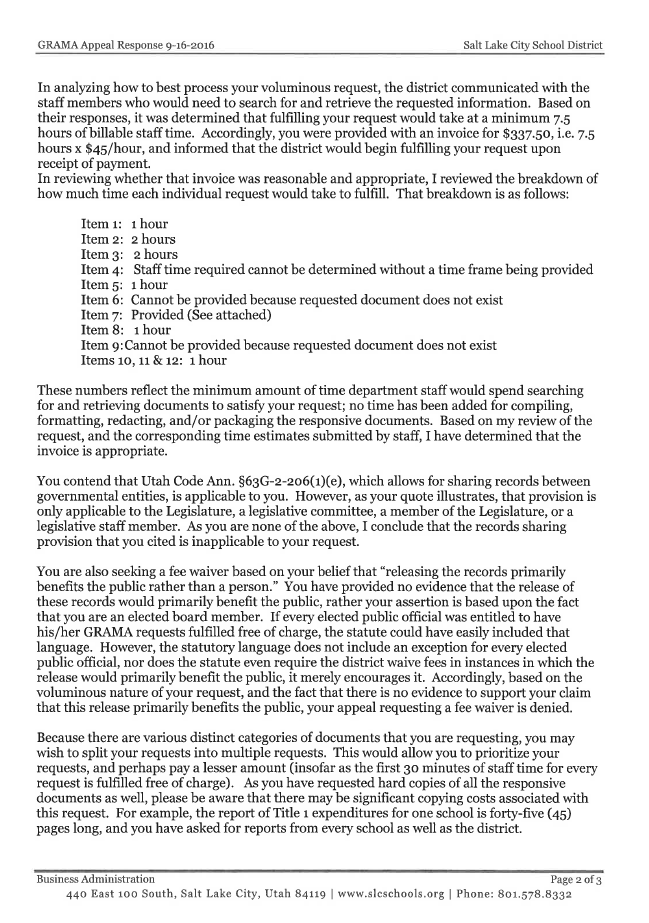 GRAMA Appeal Response 9-16-2016 Salt Lake City School District
In analyzing how to best process your voluminous request, the district communicated with the
staff members who would need to search for and retrieve the requested information. Based on
their responses, it was determined that fulfilling your request would take at a minimum 7.5
hours of billable staff time. Accordingly, you were provided with an invoice for $337.50, i.e. 7.5
hours x $45/hour, and informed that the district would begin fulfilling your request upon
receipt of payment.
In reviewing whether that invoice was reasonable and appropriate, I reviewed the breakdown of
how much time each individual request would take to fulfill. That breakdown is as follows:
Item 1: 1 hour
Item 2: 2 hours
Item 3: 2 hours
Item 4: Staff time required cannot be determined without a time frame being provided
Item 5: 1 hour
Item 6: Cannot be provided because requested document does not exist
Item 7: Provided (See attached)
Item 8: 1 hour
Item 9:Cannot be provided because requested document does not exist
Items 10, 11 & 12: 1 hour
These numbers reflect the minimum amount of time department staff would spend searching
for and retrieving documents to satisfy your request; no time has been added for compiling,
formatting, redacting, and/or packaging the responsive documents. Based on my review of the
request, and the corresponding time estimates submitted by staff, I have determined that the
invoice is appropriate.
You contend that Utah Code Ann. §63G-2-206(1)(e), which allows for sharing records between
governmental entities, is applicable to you. However, as your quote illustrates, that provision is
only applicable to the Legislature, a legislative committee, a member of the Legislature, or a
legislative staff member. As you are none of the above, I conclude that the records sharing
provision that you cited is inapplicable to your request.
You are also seeking a fee waiver based on your belief that “releasing the records primarily
benefits the public rather than a person.” You have provided no evidence that the release of
these records would primarily benefit the public, rather your assertion is based upon the fact
that you are an elected board member. If every elected public official was entitled to have
his/her GRAMA requests fulfilled free of charge, the statute could have easily included that
language. However, the statutory language does not include an exception for every elected
public official, nor does the statute even require the district waive fees in instances in which the
release would primarily benefit the public, it merely encourages it. Accordingly, based on the
voluminous nature of your request, and the fact that there is no evidence to support your claim
that this release primarily benefits the public, your appeal requesting a fee waiver is denied.
Because there are various distinct categories of documents that you are requesting, you may
wish to split your requests into multiple requests. This would allow you to prioritize your
requests, and perhaps pay a lesser amount (insofar as the first 30 minutes of staff time for every
request is fulfilled free of charge). As you have requested hard copies of all the responsive
documents as well, please be aware that there may be significant copying costs associated with
this request. For example, the report of Title 1 expenditures for one school is forty-five (45)
pages long, and you have asked for reports from every school as well as the district.
Business Administration Page 2 of 3
440 East 100 South, Salt Lake City, Utah 84119 | www.slcschools.org | Phone: 801.578.8332